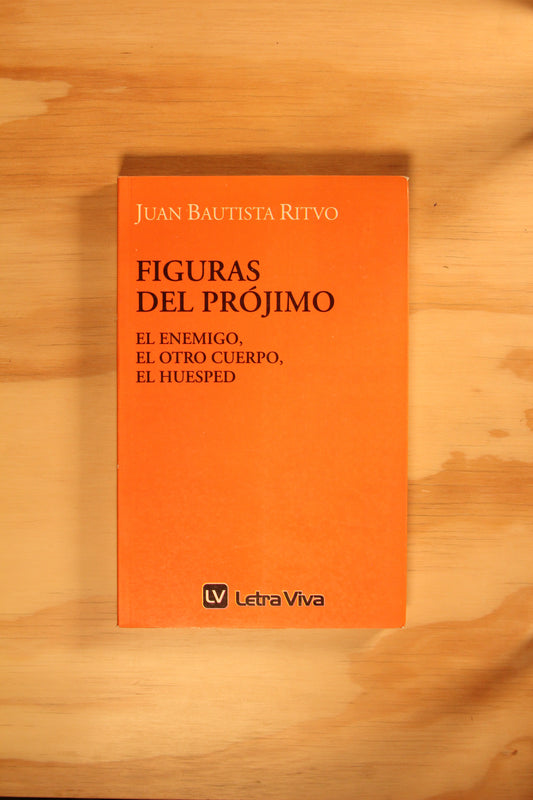 JUAN BAUTISTA RITVO
FIGURAS
DEL PRÓJIMO
EL ENEMIGO,
EL OTRO CUERPO,
EL HUESPED
LV Letra Viva